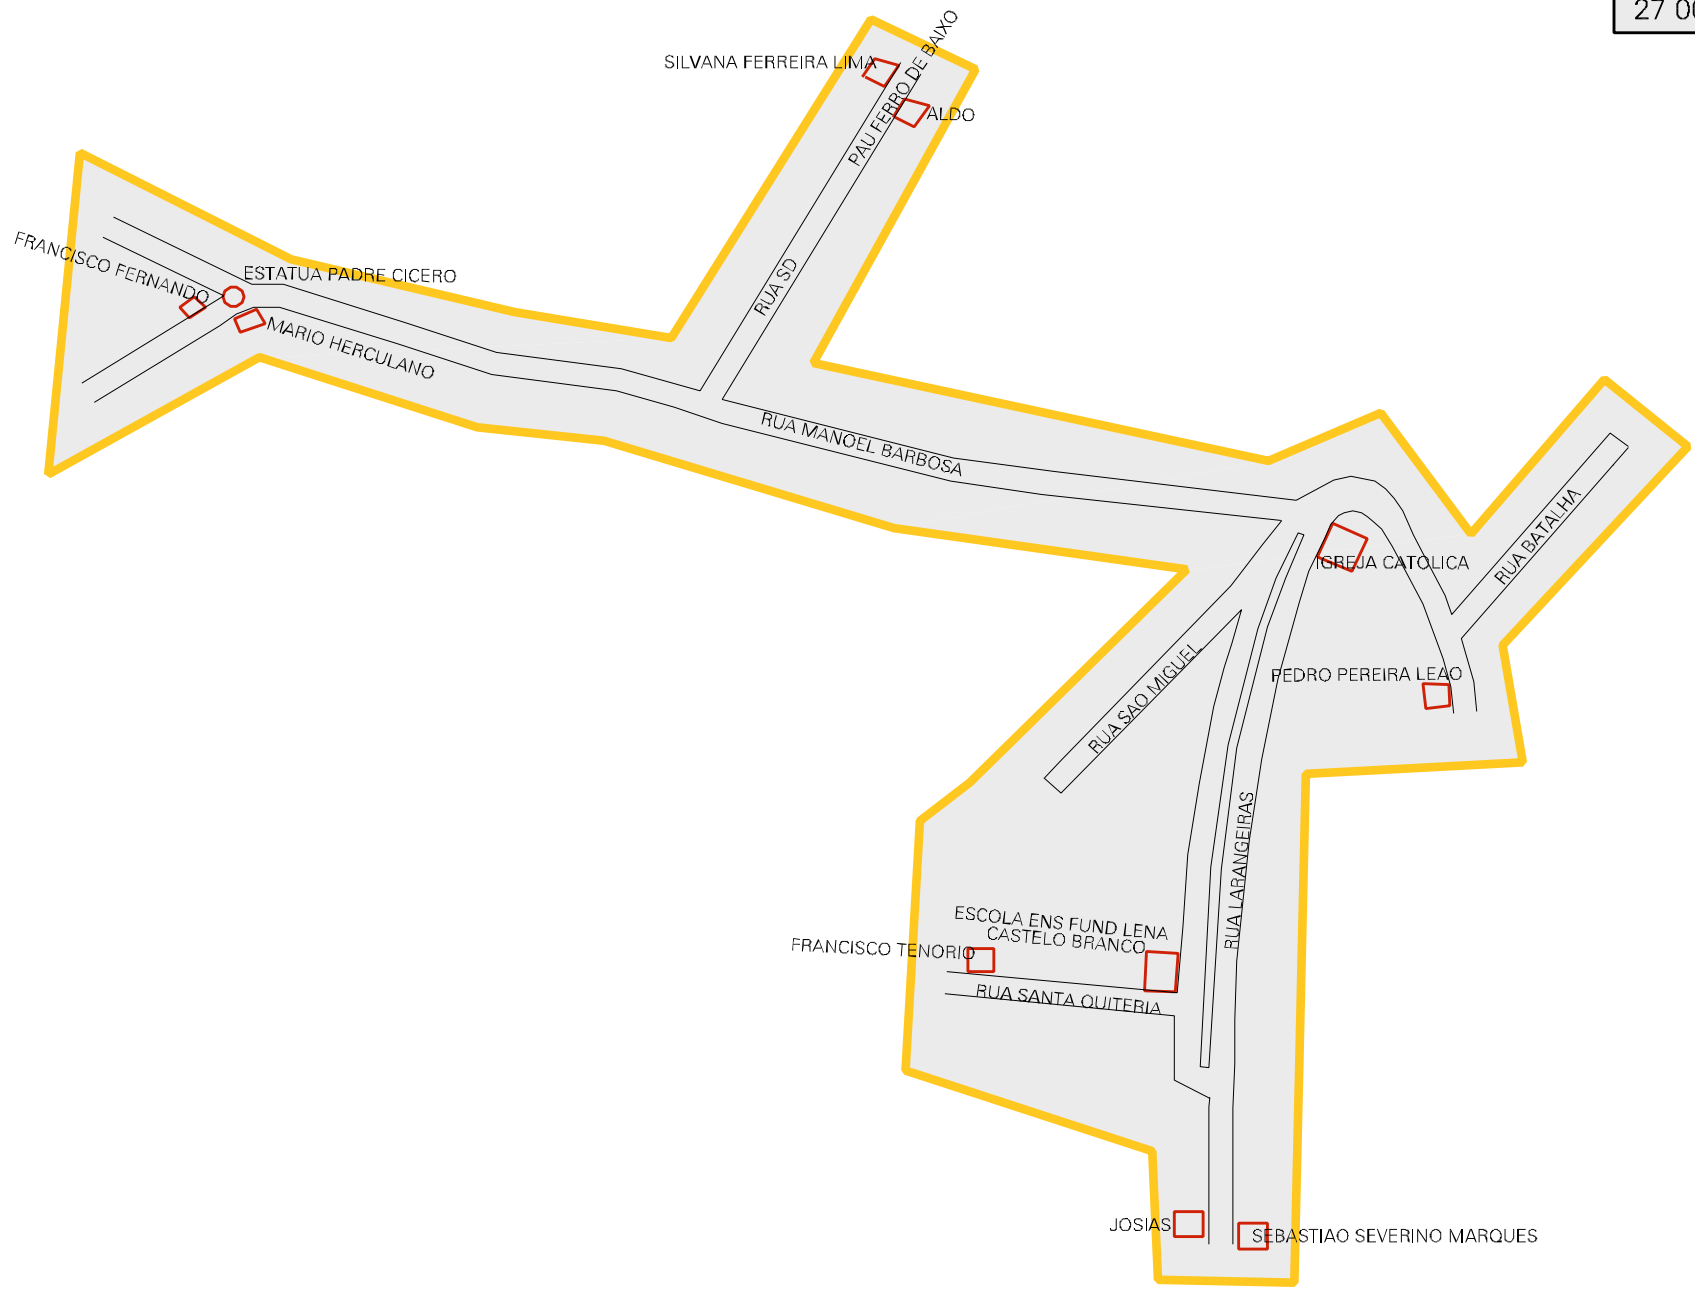 27 00
SILVANA FERREIRA LIMA
PAU FERRO DE BAIXO
ALDO
FRANCISCO FERNANDO
ESTATUA PADRE CICERO
RUA SD
MARIO HERCULANO
RUA MANOEL BARBOSA
RUA BATALHA
IGREJA CATOLICA
RUA SAO MIGUEL
PEDRO PEREIRA LEAO
RUA LARANGEIRAS
ESCOLA ENS FUND LENA
CASTELO BRANCO
FRANCISCO TENORIO
RUA SANTA QUITERIA
JOSIAS
SEBASTIAO SEVERINO MARQUES